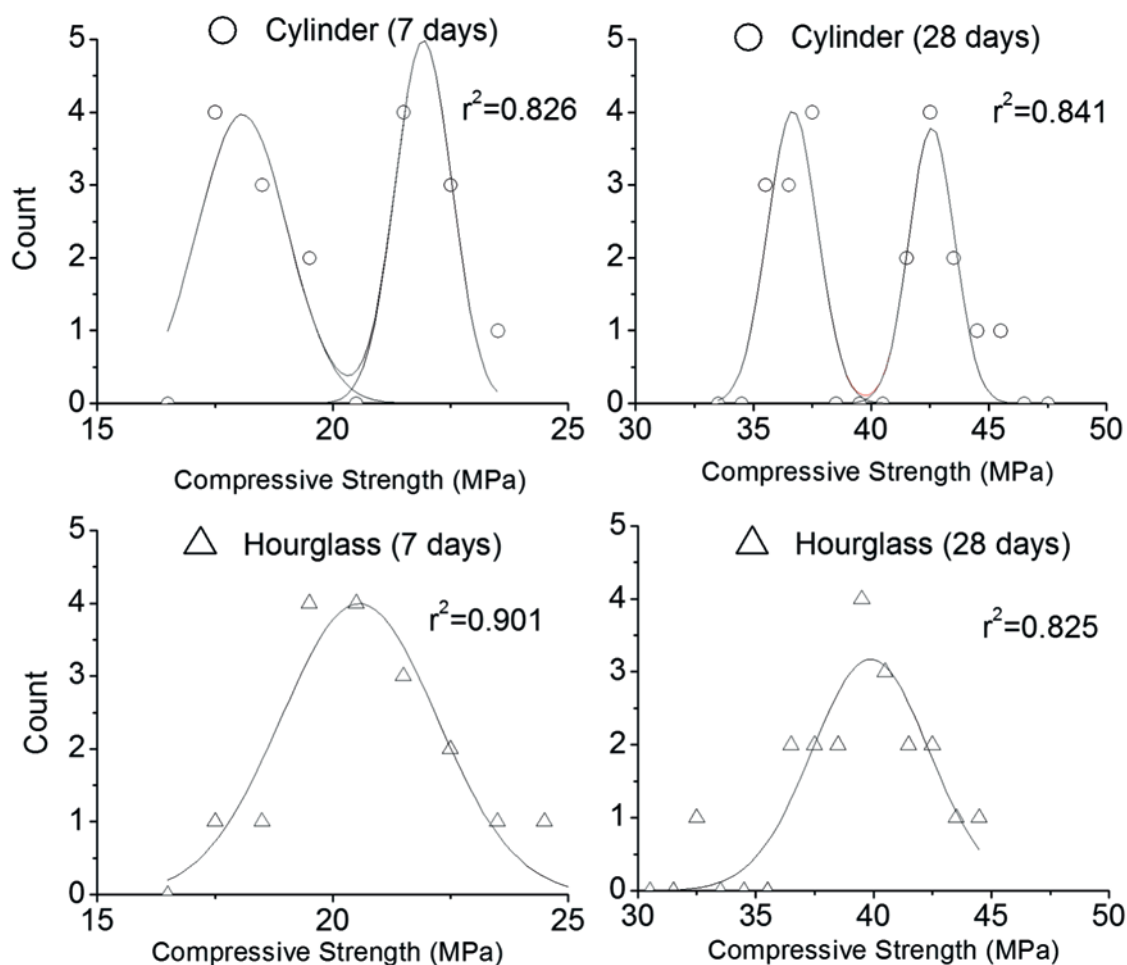 Cylinder (7 days)
r²=0.826
Count
5
4
3
2
1
0
15 20 25
Compressive Strength (MPa)
Cylinder (28 days)
r²=0.841
5
4
3
2
1
0
30 35 40 45 50
Compressive Strength (MPa)
Hourglass (7 days)
r²=0.901
Count
5
4
3
2
1
0
15 20 25
Compressive Strength (MPa)
Hourglass (28 days)
r²=0.825
5
4
3
2
1
0
30 35 40 45 50
Compressive Strength (MPa)